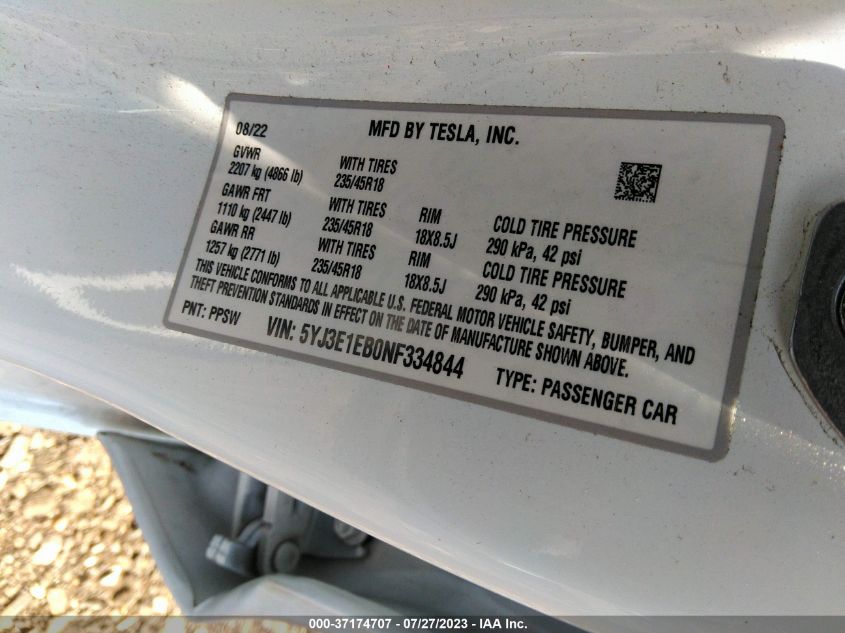 08/22 MFD BY TESLA, INC.
GVWR
2207 kg (4866 lb) WITH TIRES 235/45R18
GAWR FRT
1110 kg (2447 lb) WITH TIRES 235/45R18 RIM 18X8.5J COLD TIRE PRESSURE 290 kPa, 42 psi
GAWR RR
1257 kg (2771 lb) WITH TIRES 235/45R18 RIM 18X8.5J COLD TIRE PRESSURE 290 kPa, 42 psi
THIS VEHICLE CONFORMS TO ALL APPLICABLE U.S. FEDERAL MOTOR VEHICLE SAFETY, BUMPER, AND
THEFT PREVENTION STANDARDS IN EFFECT ON THE DATE OF MANUFACTURE SHOWN ABOVE.
PNT: PPSW VIN: 5YJ3E1EB0NF334844 TYPE: PASSENGER CAR
000-37174707 / 07/27/2023 - IAA Inc.